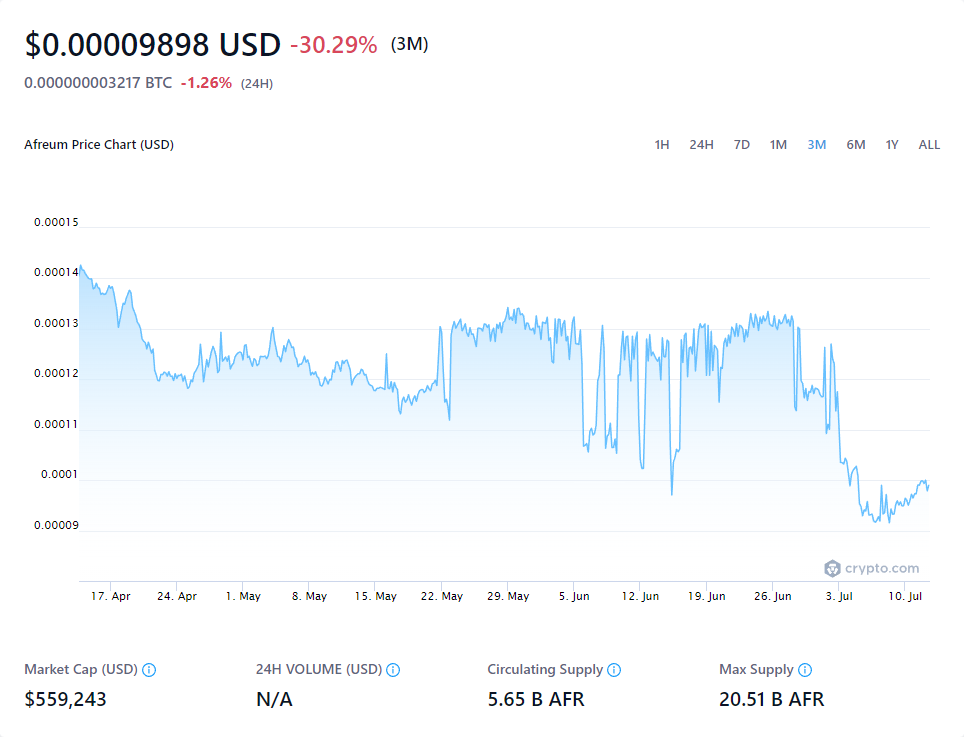 $0.00009898 USD -30.29% (3M)
0.000000003217 BTC -1.26% (24H)
Afreum Price Chart (USD) 1H 24H 7D 1M 3M 6M 1Y ALL
0.00015
0.00014
0.00013
0.00012
0.00011
0.0001
0.00009
crypto.com
17. Apr 24. Apr 1. May 8. May 15. May 22. May 29. May 5. Jun 12. Jun 19. Jun 26. Jun 3. Jul 10. Jul
Market Cap (USD) 24H VOLUME (USD) Circulating Supply Max Supply
$559,243 N/A 5.65 B AFR 20.51 B AFR